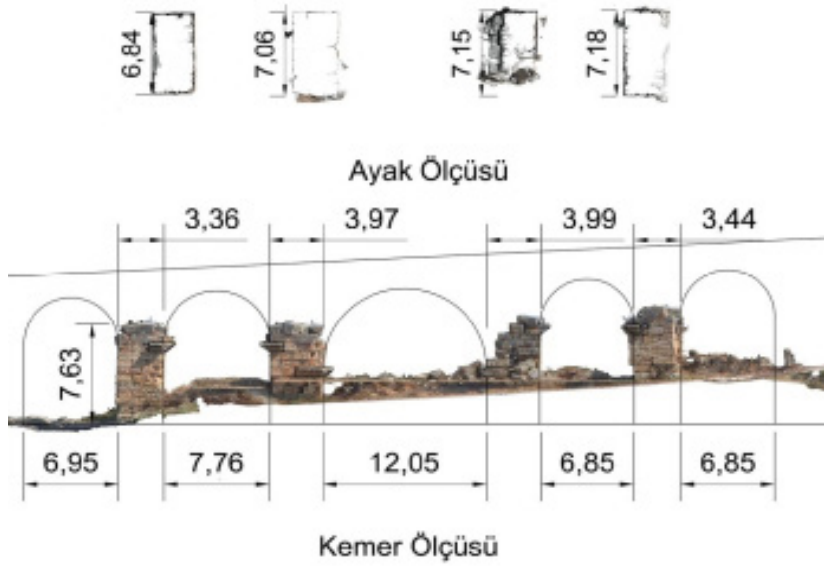 6,84 7,06 7,15 7,18
Ayak Ölçüsü
3,36 3,97 3,99 3,44
7,63
6,95 7,76 12,05 6,85 6,85
Kemer Ölçüsü